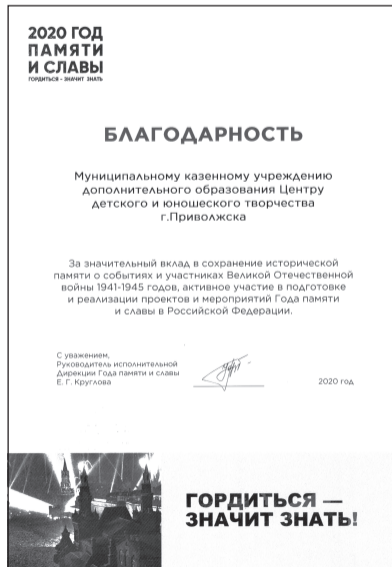 2020 ГОД
ПАМЯТИ
И СЛАВЫ
ГОРДИТЬСЯ - ЗНАЧИТ ЗНАТЬ
БЛАГОДАРНОСТЬ
Муниципальному казенному учреждению
дополнительного образования Центру
детского и юношеского творчества
г.Приволжска
За значительный вклад в сохранение исторической
памяти о событиях и участниках Великой Отечественной
войны 1941-1945 годов, активное участие в подготовке
и реализации проектов и мероприятий Года памяти
и славы в Российской Федерации.
С уважением,
Руководитель исполнительной
Дирекции Года памяти и славы
Е. Г. Круглова
2020 год
ГОРДИТЬСЯ —
ЗНАЧИТ ЗНАТЬ!